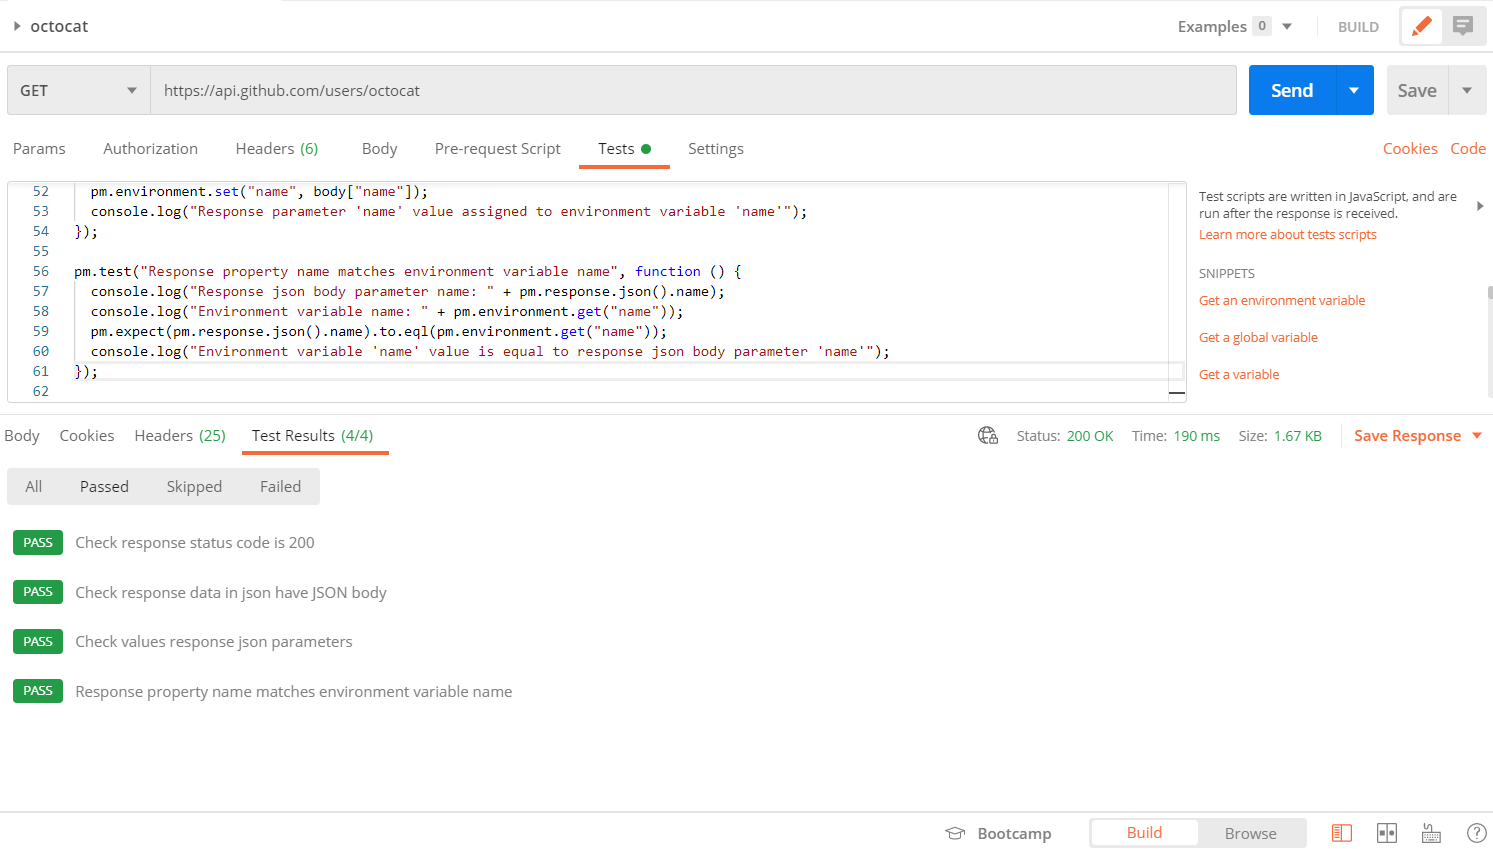 octocat
Examples 0
BUILD
GET
https://api.github.com/users/octocat
Send
Save
Params Authorization Headers (6) Body Pre-request Script Tests Settings Cookies Code
52 pm.environment.set("name", body["name"]);
53 console.log("Response parameter 'name' value assigned to environment variable 'name'");
54 });
55
56 pm.test("Response property name matches environment variable name", function () {
57 console.log("Response json body parameter name: " + pm.response.json().name);
58 console.log("Environment variable name: " + pm.environment.get("name"));
59 pm.expect(pm.response.json().name).to.eql(pm.environment.get("name"));
60 console.log("Environment variable 'name' value is equal to response json body parameter 'name'");
61 });
62
Test scripts are written in JavaScript, and are
run after the response is received.
Learn more about tests scripts
SNIPPETS
Get an environment variable
Get a global variable
Get a variable
Body Cookies Headers (25) Test Results (4/4) Status: 200 OK Time: 190 ms Size: 1.67 KB Save Response
All Passed Skipped Failed
PASS Check response status code is 200
PASS Check response data in json have JSON body
PASS Check values response json parameters
PASS Response property name matches environment variable name
Bootcamp Build Browse ?